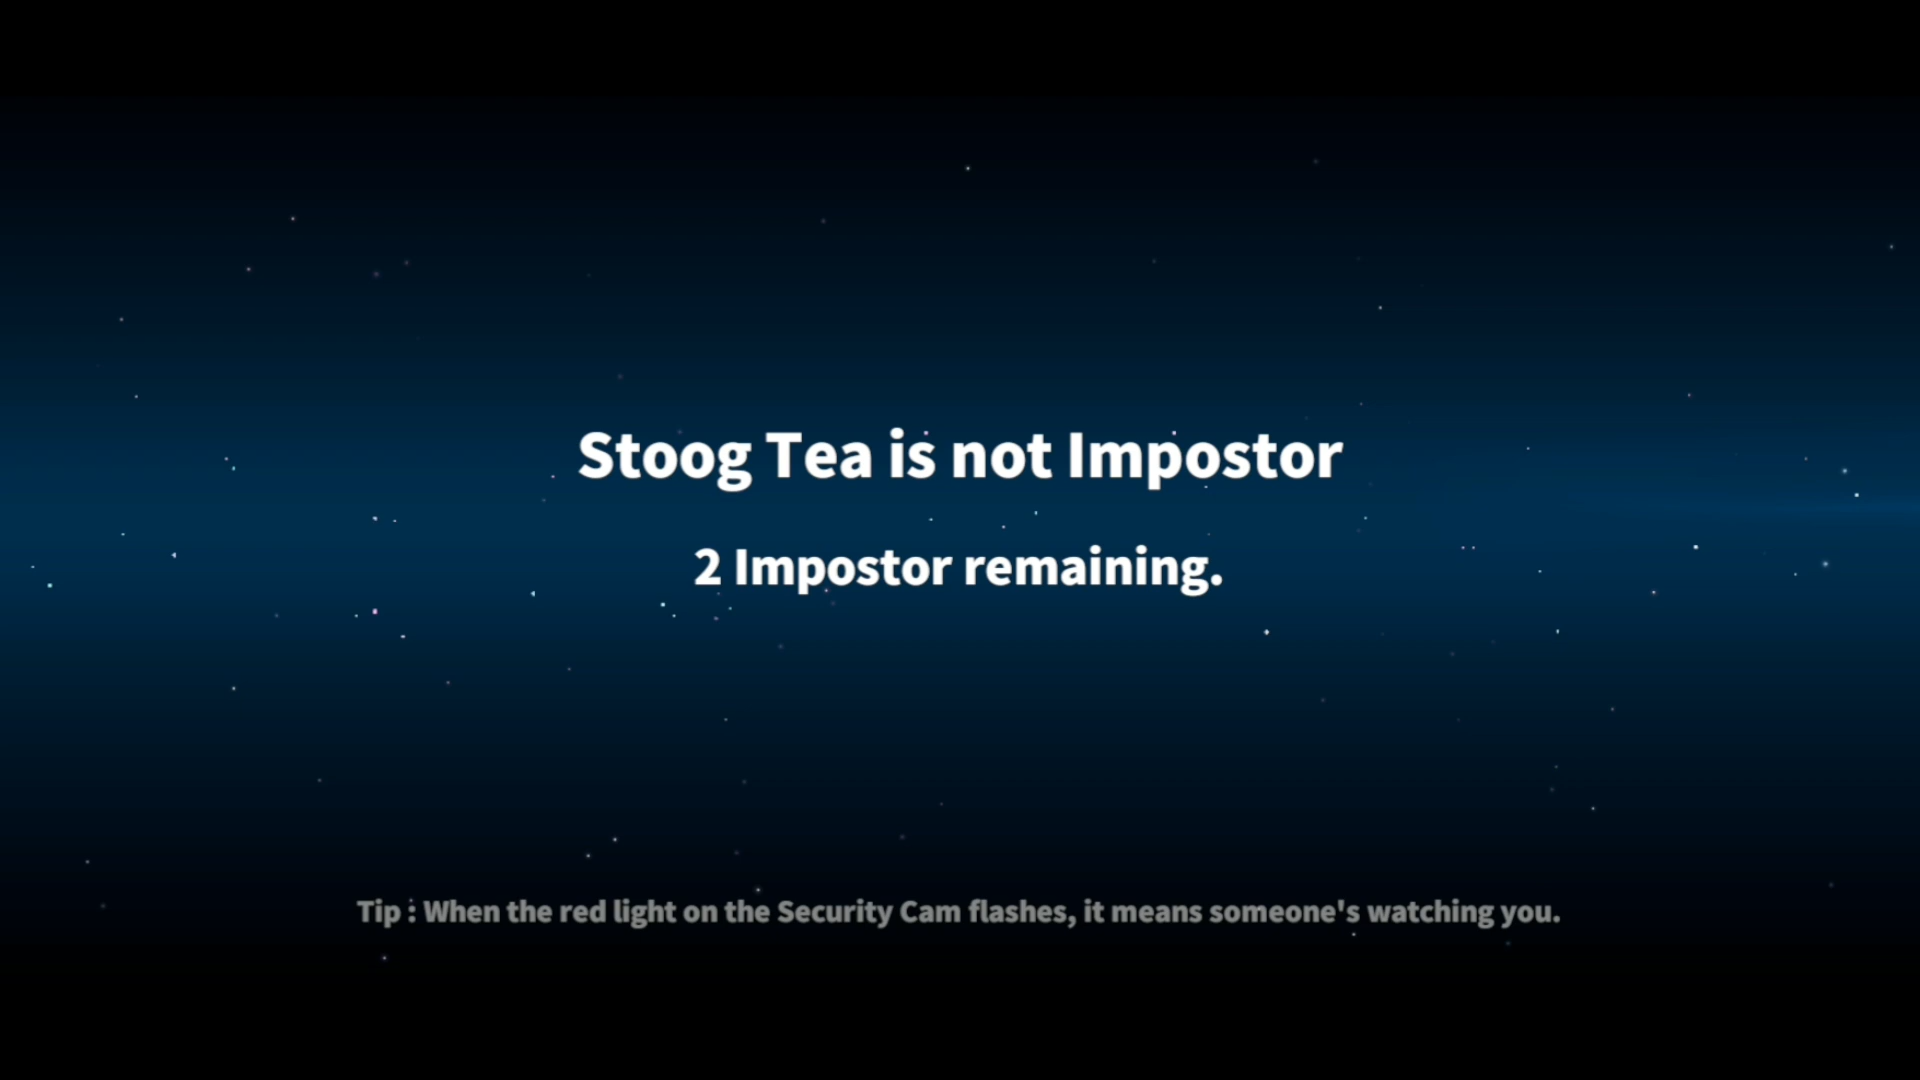 Stoog Tea is not Impostor
2 Impostor remaining.
Tip : When the red light on the Security Cam flashes, it means someone's watching you.